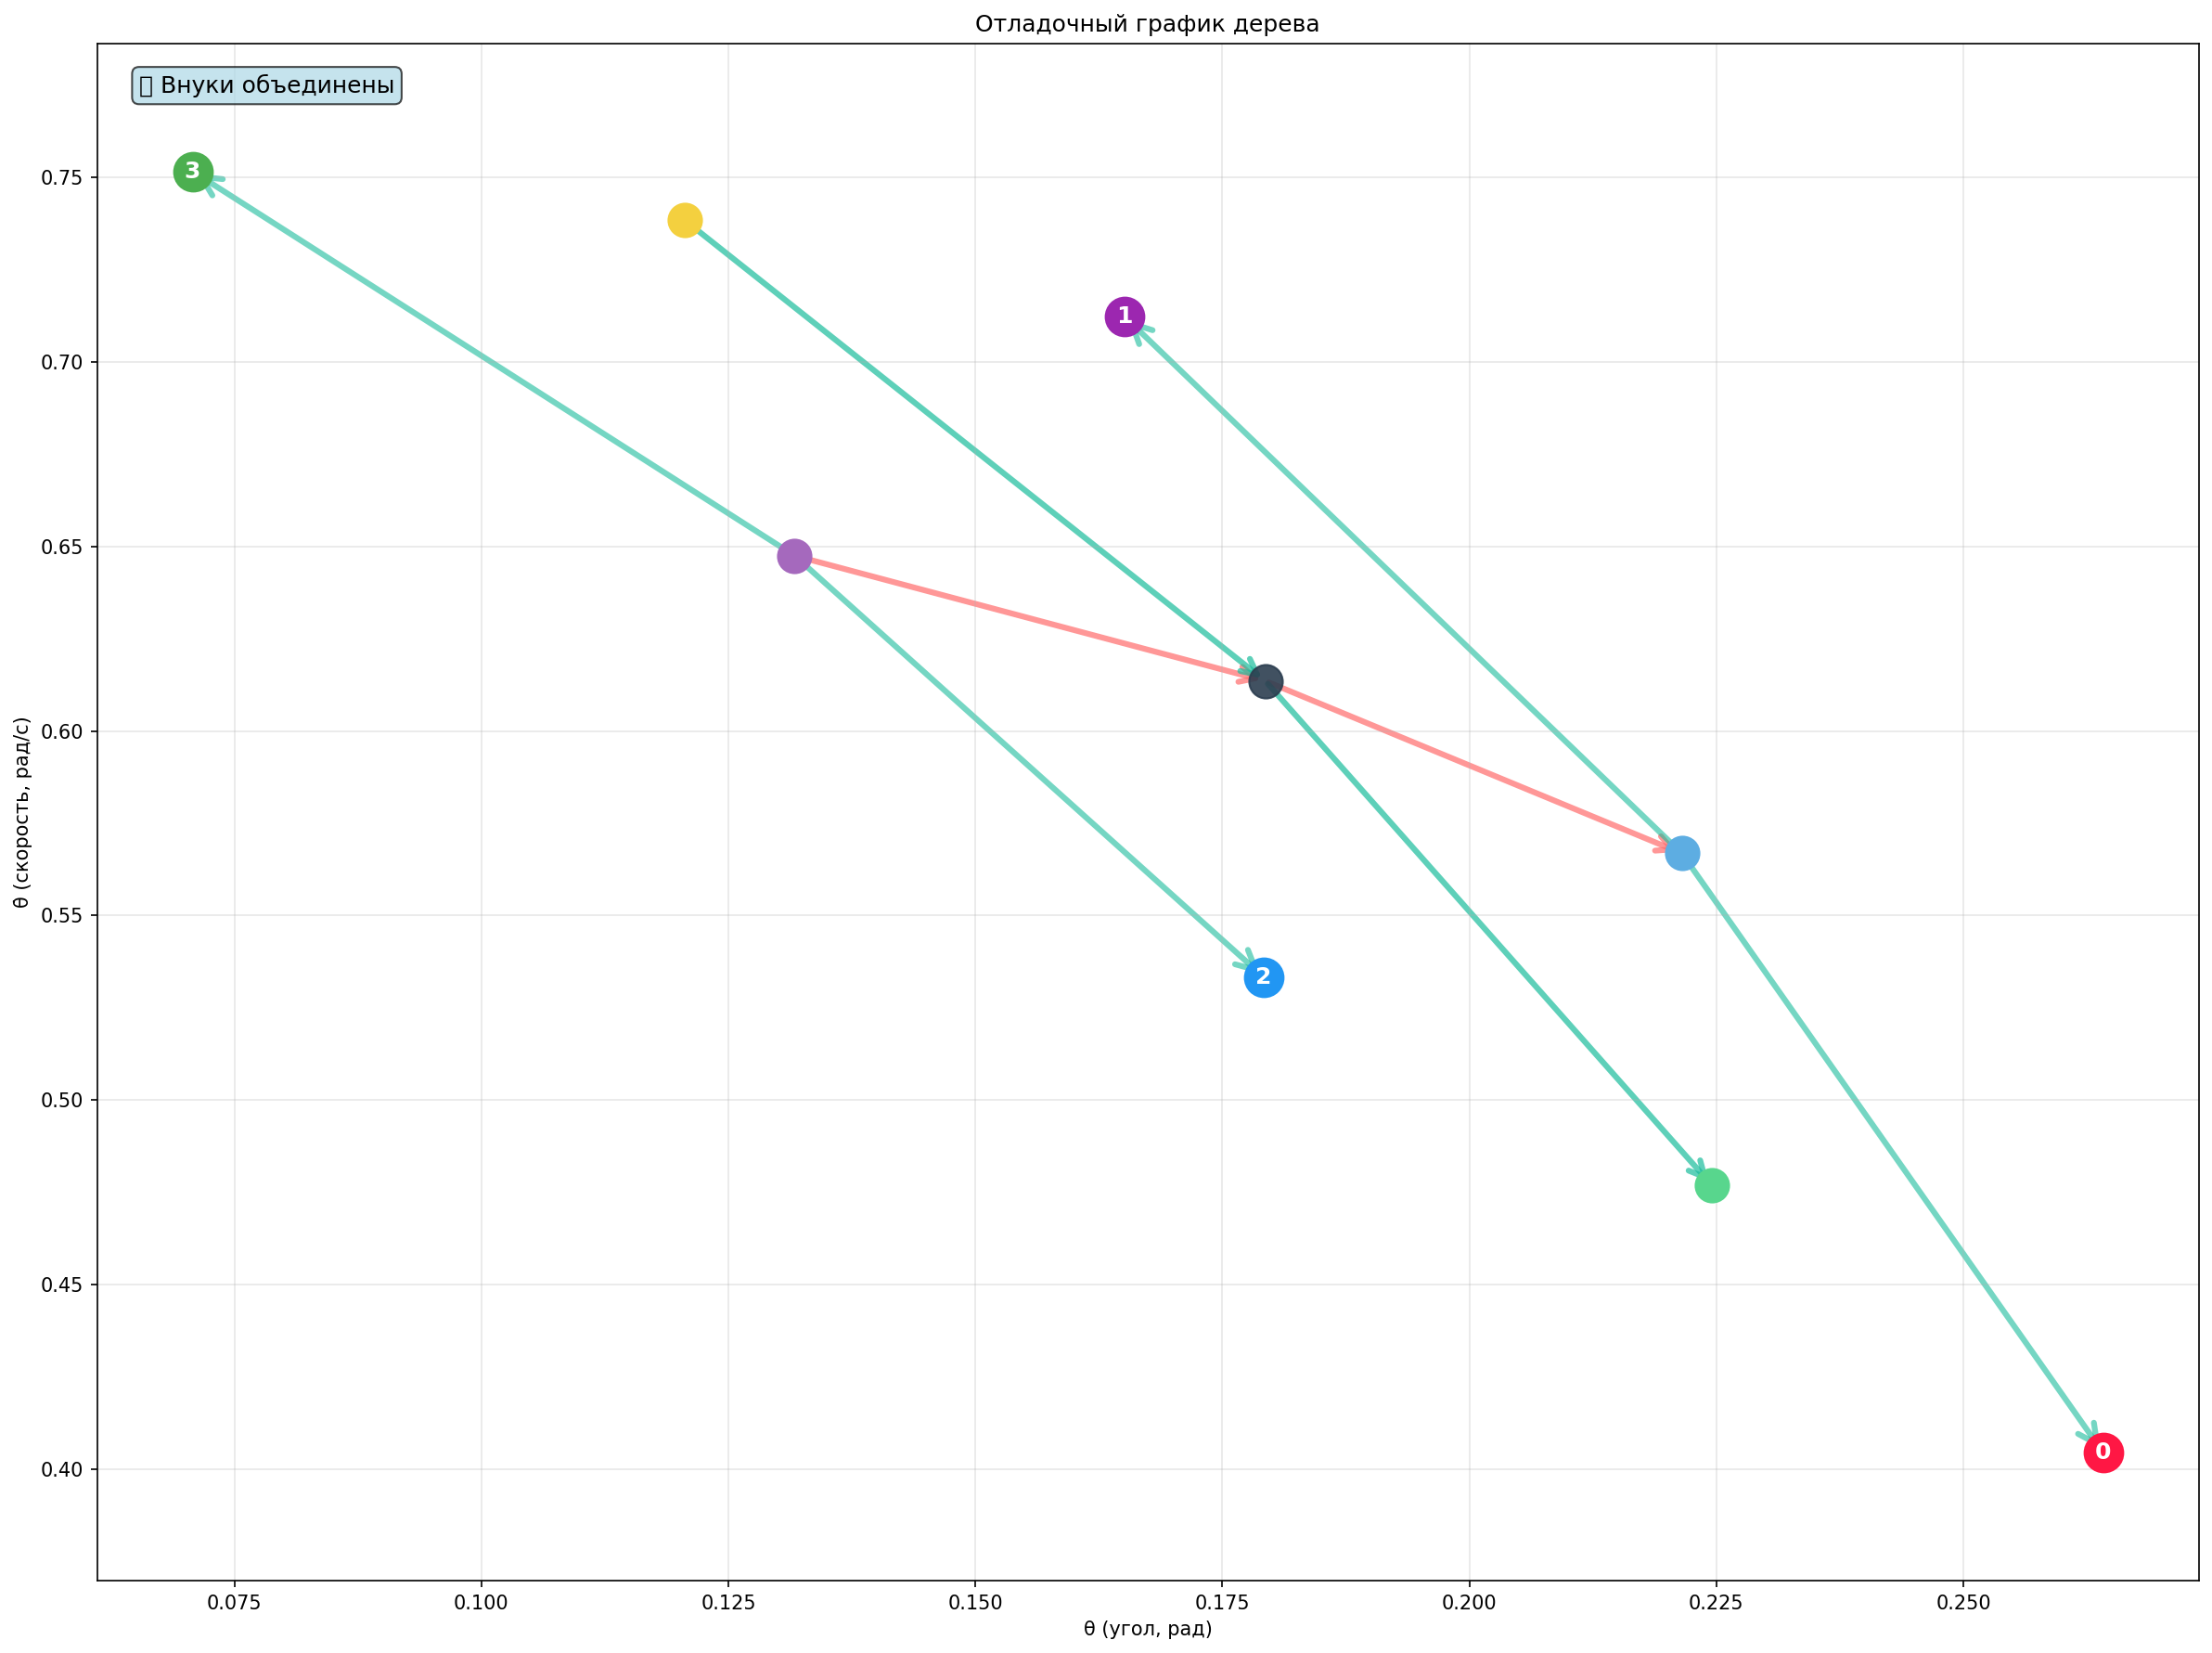 Отладочный график дерева
Внуки объединены
3
1
2
0
0.75
0.70
0.65
0.60
0.55
0.50
0.45
0.40
θ (скорость, рад/с)
0.075 0.100 0.125 0.150 0.175 0.200 0.225 0.250
θ (угол, рад)